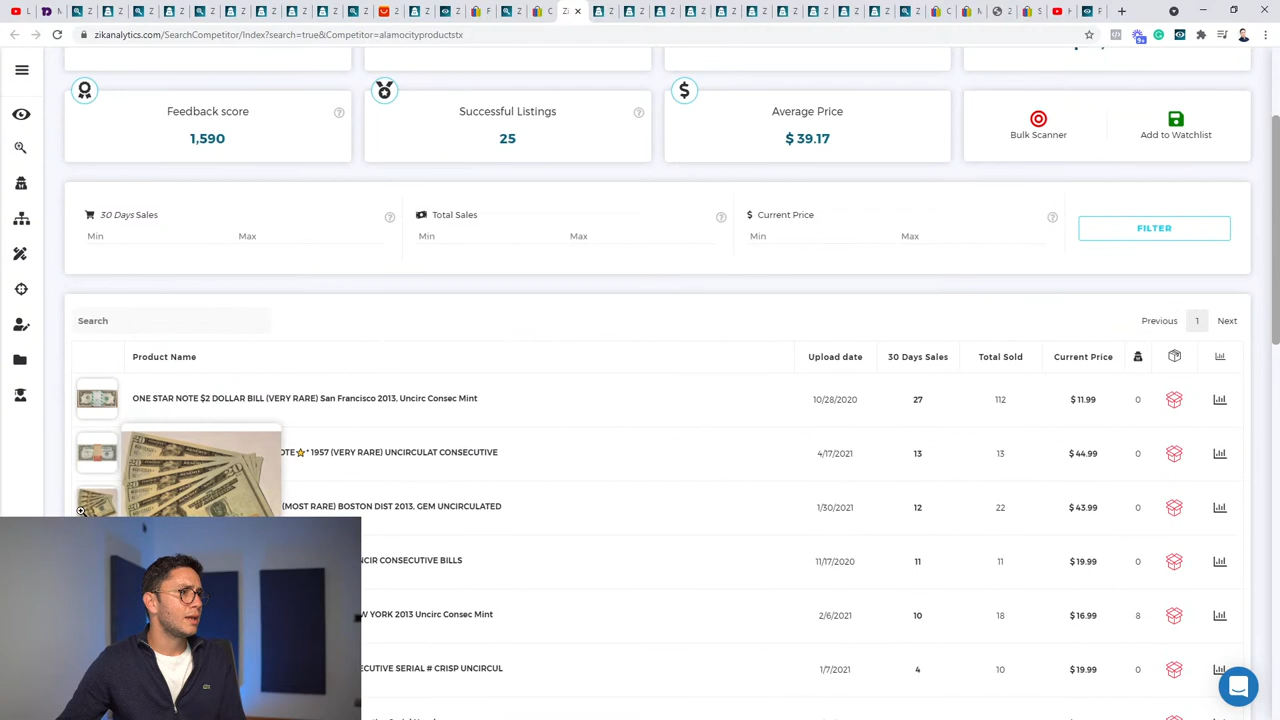 zikanalytics.com/SearchCompetitor/Index?search=true&Competitor=alamocityproductstx
Feedback score
1,590
Successful Listings
25
Average Price
$ 39.17
Bulk Scanner
Add to Watchlist
30 Days Sales
Min
Max
Total Sales
Min
Max
$ Current Price
Min
Max
FILTER
Search
Previous
1
Next
Product Name
Upload date
30 Days Sales
Total Sold
Current Price
ONE STAR NOTE $2 DOLLAR BILL (VERY RARE) San Francisco 2013, Uncirc Consec Mint
10/28/2020
27
112
$ 11.99
0
1957 (VERY RARE) UNCIRCULAT CONSECUTIVE
4/17/2021
13
13
$ 44.99
0
(MOST RARE) BOSTON DIST 2013, GEM UNCIRCULATED
1/30/2021
12
22
$ 43.99
0
CONSECUTIVE BILLS
11/17/2020
11
11
$ 19.99
0
YORK 2013 Uncirc Consec Mint
2/6/2021
10
18
$ 16.99
8
SERIAL # CRISP UNCIRCUL
1/7/2021
4
10
$ 19.99
0